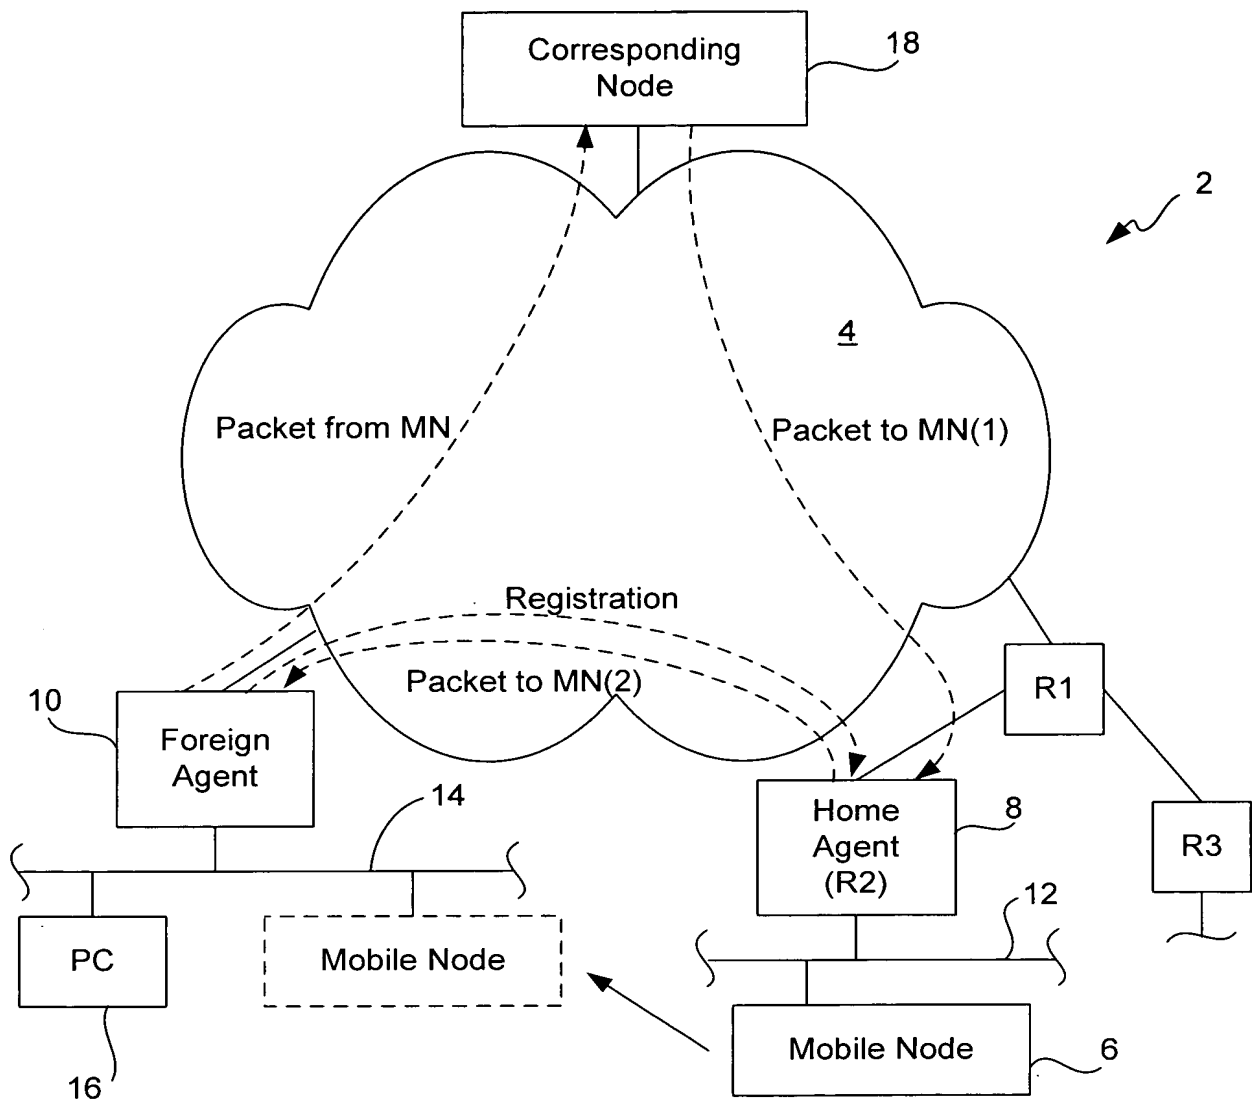 Corresponding
Node
18
2
4
Packet from MN
Packet to MN(1)
Registration
Packet to MN(2)
R1
10
Foreign
Agent
14
Home
Agent
(R2)
8
R3
12
PC
Mobile Node
Mobile Node
6
16